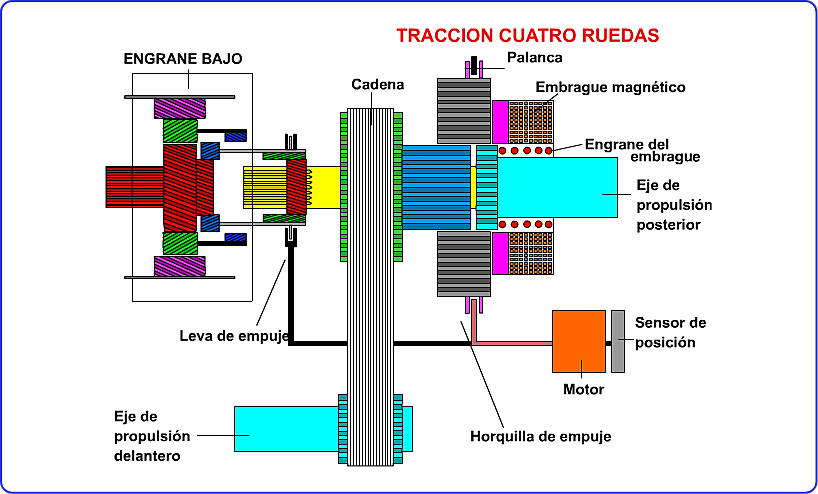 TRACCION CUATRO RUEDAS
ENGRANE BAJO
Palanca
Cadena
Embrague magnético
Engrane del
embrague
Eje de
propulsión
posterior
Leva de empuje
Sensor de
posición
Motor
Eje de
propulsión
delantero
Horquilla de empuje